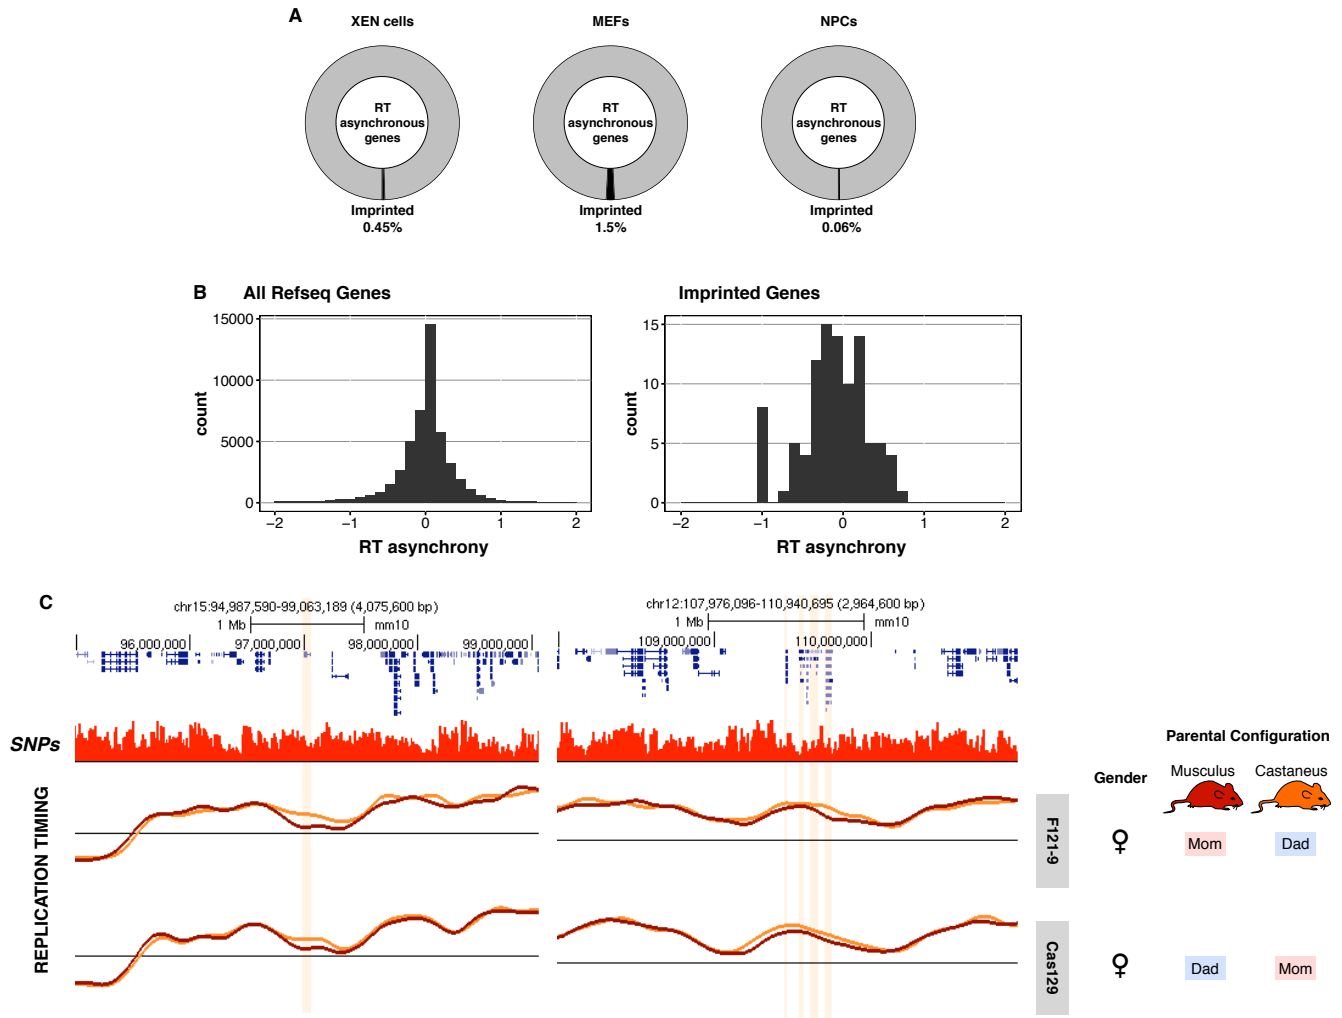 A
XEN cells
MEFs
NPCs
RT
asynchronous
genes
RT
asynchronous
genes
RT
asynchronous
genes
Imprinted
0.45%
Imprinted
1.5%
Imprinted
0.06%
B
All Refseq Genes
Imprinted Genes
15000
10000
5000
0
count
−2
−1
0
1
2
RT asynchrony
15
10
5
0
count
−2
−1
0
1
2
RT asynchrony
C
chr15:94,987,590-99,063,189 (4,075,600 bp)
1 Mb
mm10
96,000,000
97,000,000
98,000,000
99,000,000
chr12:107,976,096-110,940,695 (2,964,600 bp)
1 Mb
mm10
109,000,000
110,000,000
SNPs
REPLICATION TIMING
Parental Configuration
Gender
Musculus
Castaneus
F121-9
♀
Mom
Dad
Cas129
♀
Dad
Mom